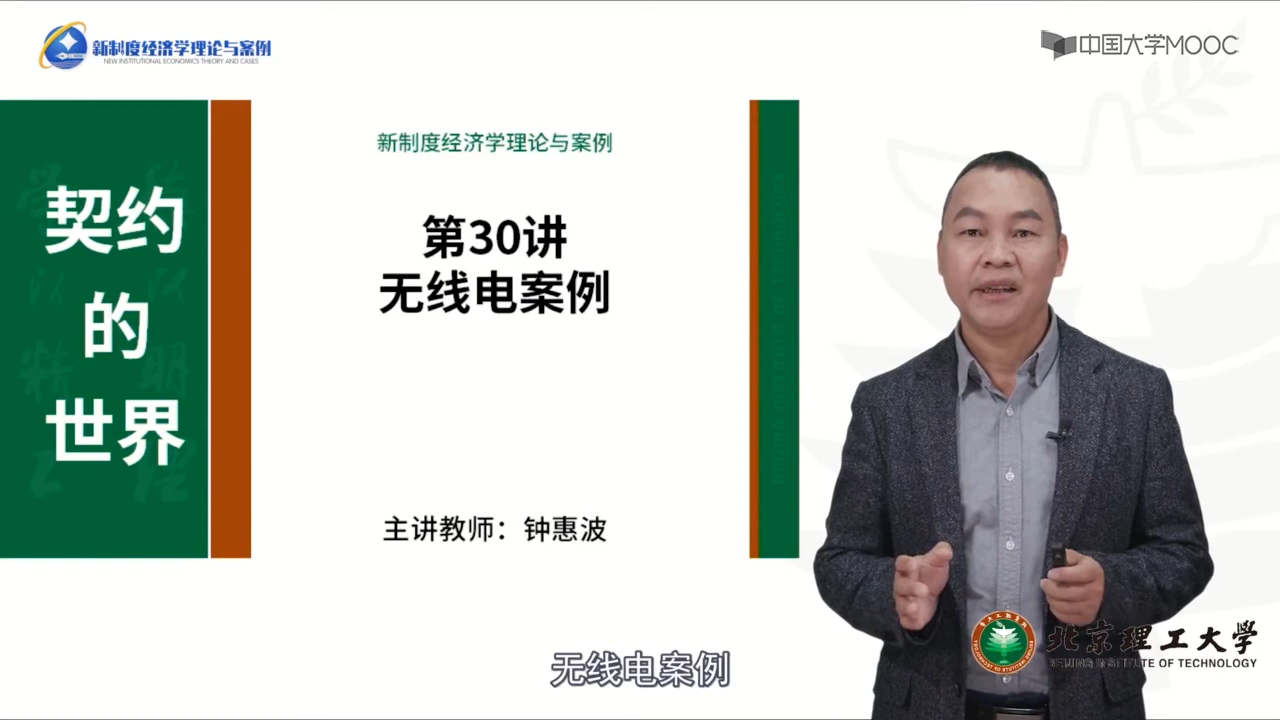 新制度经济学理论与案例
NEW INSTITUTIONAL ECONOMICS THEORY AND CASES
中国大学MOOC
契约
的
世界
新制度经济学理论与案例
第30讲
无线电案例
主讲教师：钟惠波
北京理工大学
BEIJING INSTITUTE OF TECHNOLOGY
无线电案例